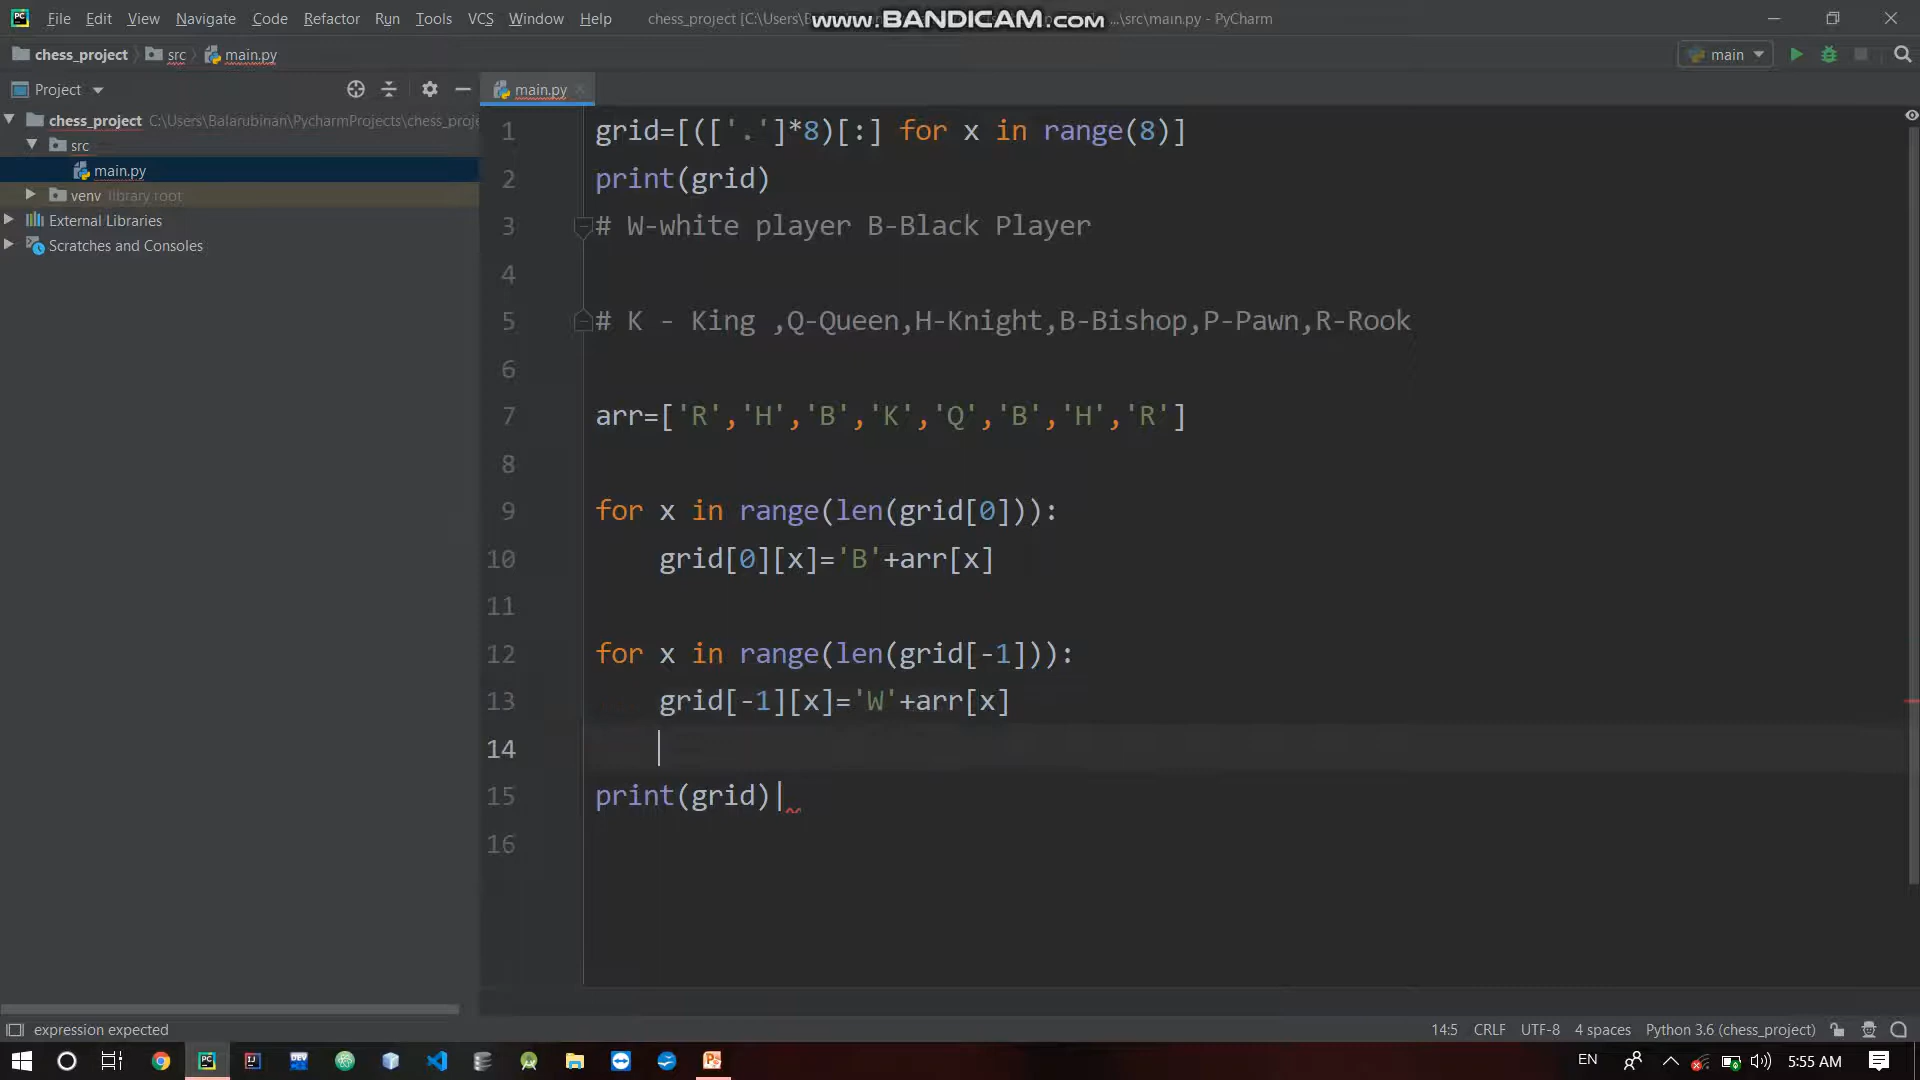 File Edit View Navigate Code Refactor Run Tools VCS Window Help chess_project [C:\Users\B ...\src\main.py - PyCharm
www.BANDICAM.com
chess_project src main.py
main
Project
main.py
chess_project C:\Users\Balarubinan\PycharmProjects\chess_proje
src
main.py
venv library root
External Libraries
Scratches and Consoles
1 grid=[(['.']*8)[:] for x in range(8)]
2 print(grid)
3 # W-white player B-Black Player
4
5 # K - King ,Q-Queen,H-Knight,B-Bishop,P-Pawn,R-Rook
6
7 arr=['R','H','B','K','Q','B','H','R']
8
9 for x in range(len(grid[0])):
10 grid[0][x]='B'+arr[x]
11
12 for x in range(len(grid[-1])):
13 grid[-1][x]='W'+arr[x]
14
15 print(grid)
16
expression expected
14:5 CRLF UTF-8 4 spaces Python 3.6 (chess_project)
EN 5:55 AM